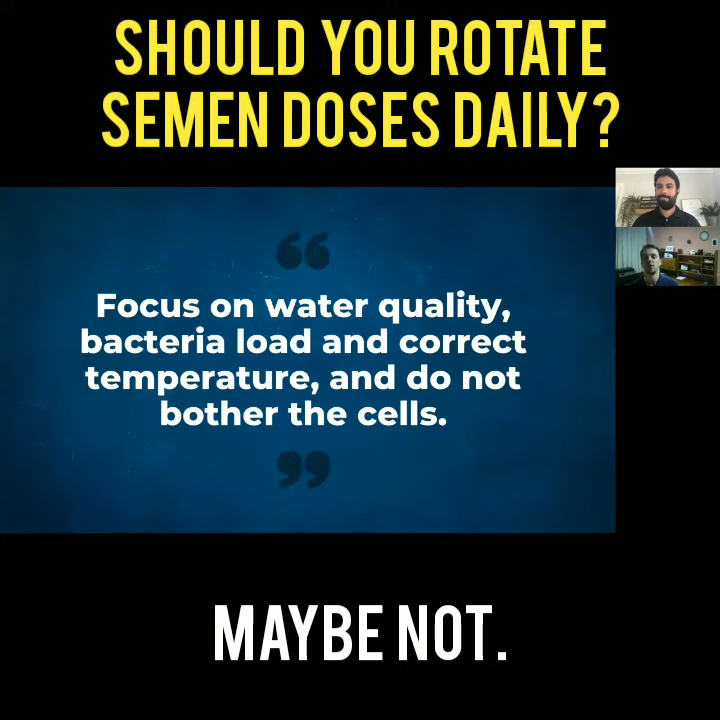 SHOULD YOU ROTATE
SEMEN DOSES DAILY?
“
Focus on water quality,
bacteria load and correct
temperature, and do not
bother the cells.
”
MAYBE NOT.